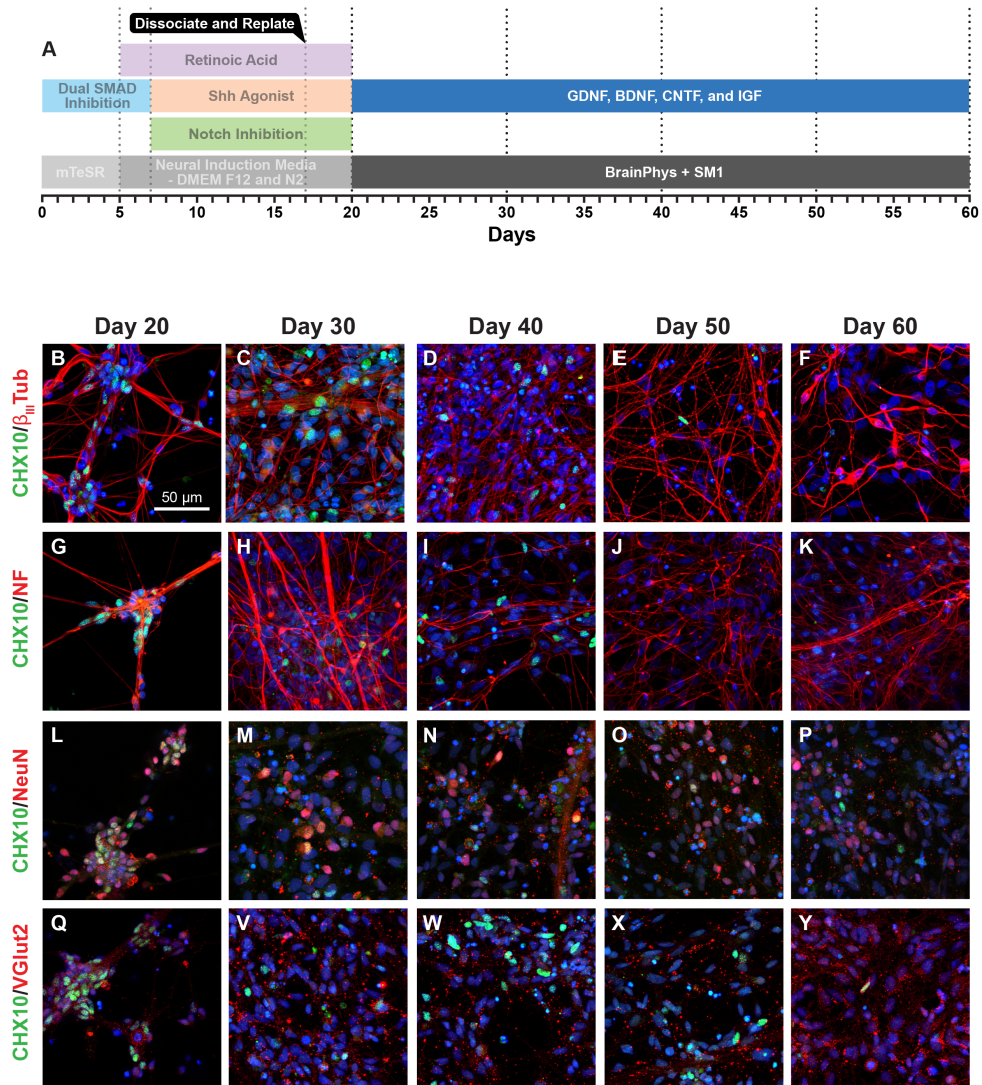 Dissociate and Replate
A
Retinoic Acid
Dual SMAD
Inhibition
Shh Agonist
GDNF, BDNF, CNTF, and IGF
Notch Inhibition
mTeSR
Neural Induction Media
- DMEM F12 and N2
BrainPhys + SM1
0 5 10 15 20 25 30 35 40 45 50 55 60
Days
Day 20 Day 30 Day 40 Day 50 Day 60
CHX10/βIIITub
B C D E F
50 µm
CHX10/NF
G H I J K
CHX10/NeuN
L M N O P
CHX10/VGlut2
Q V W X Y